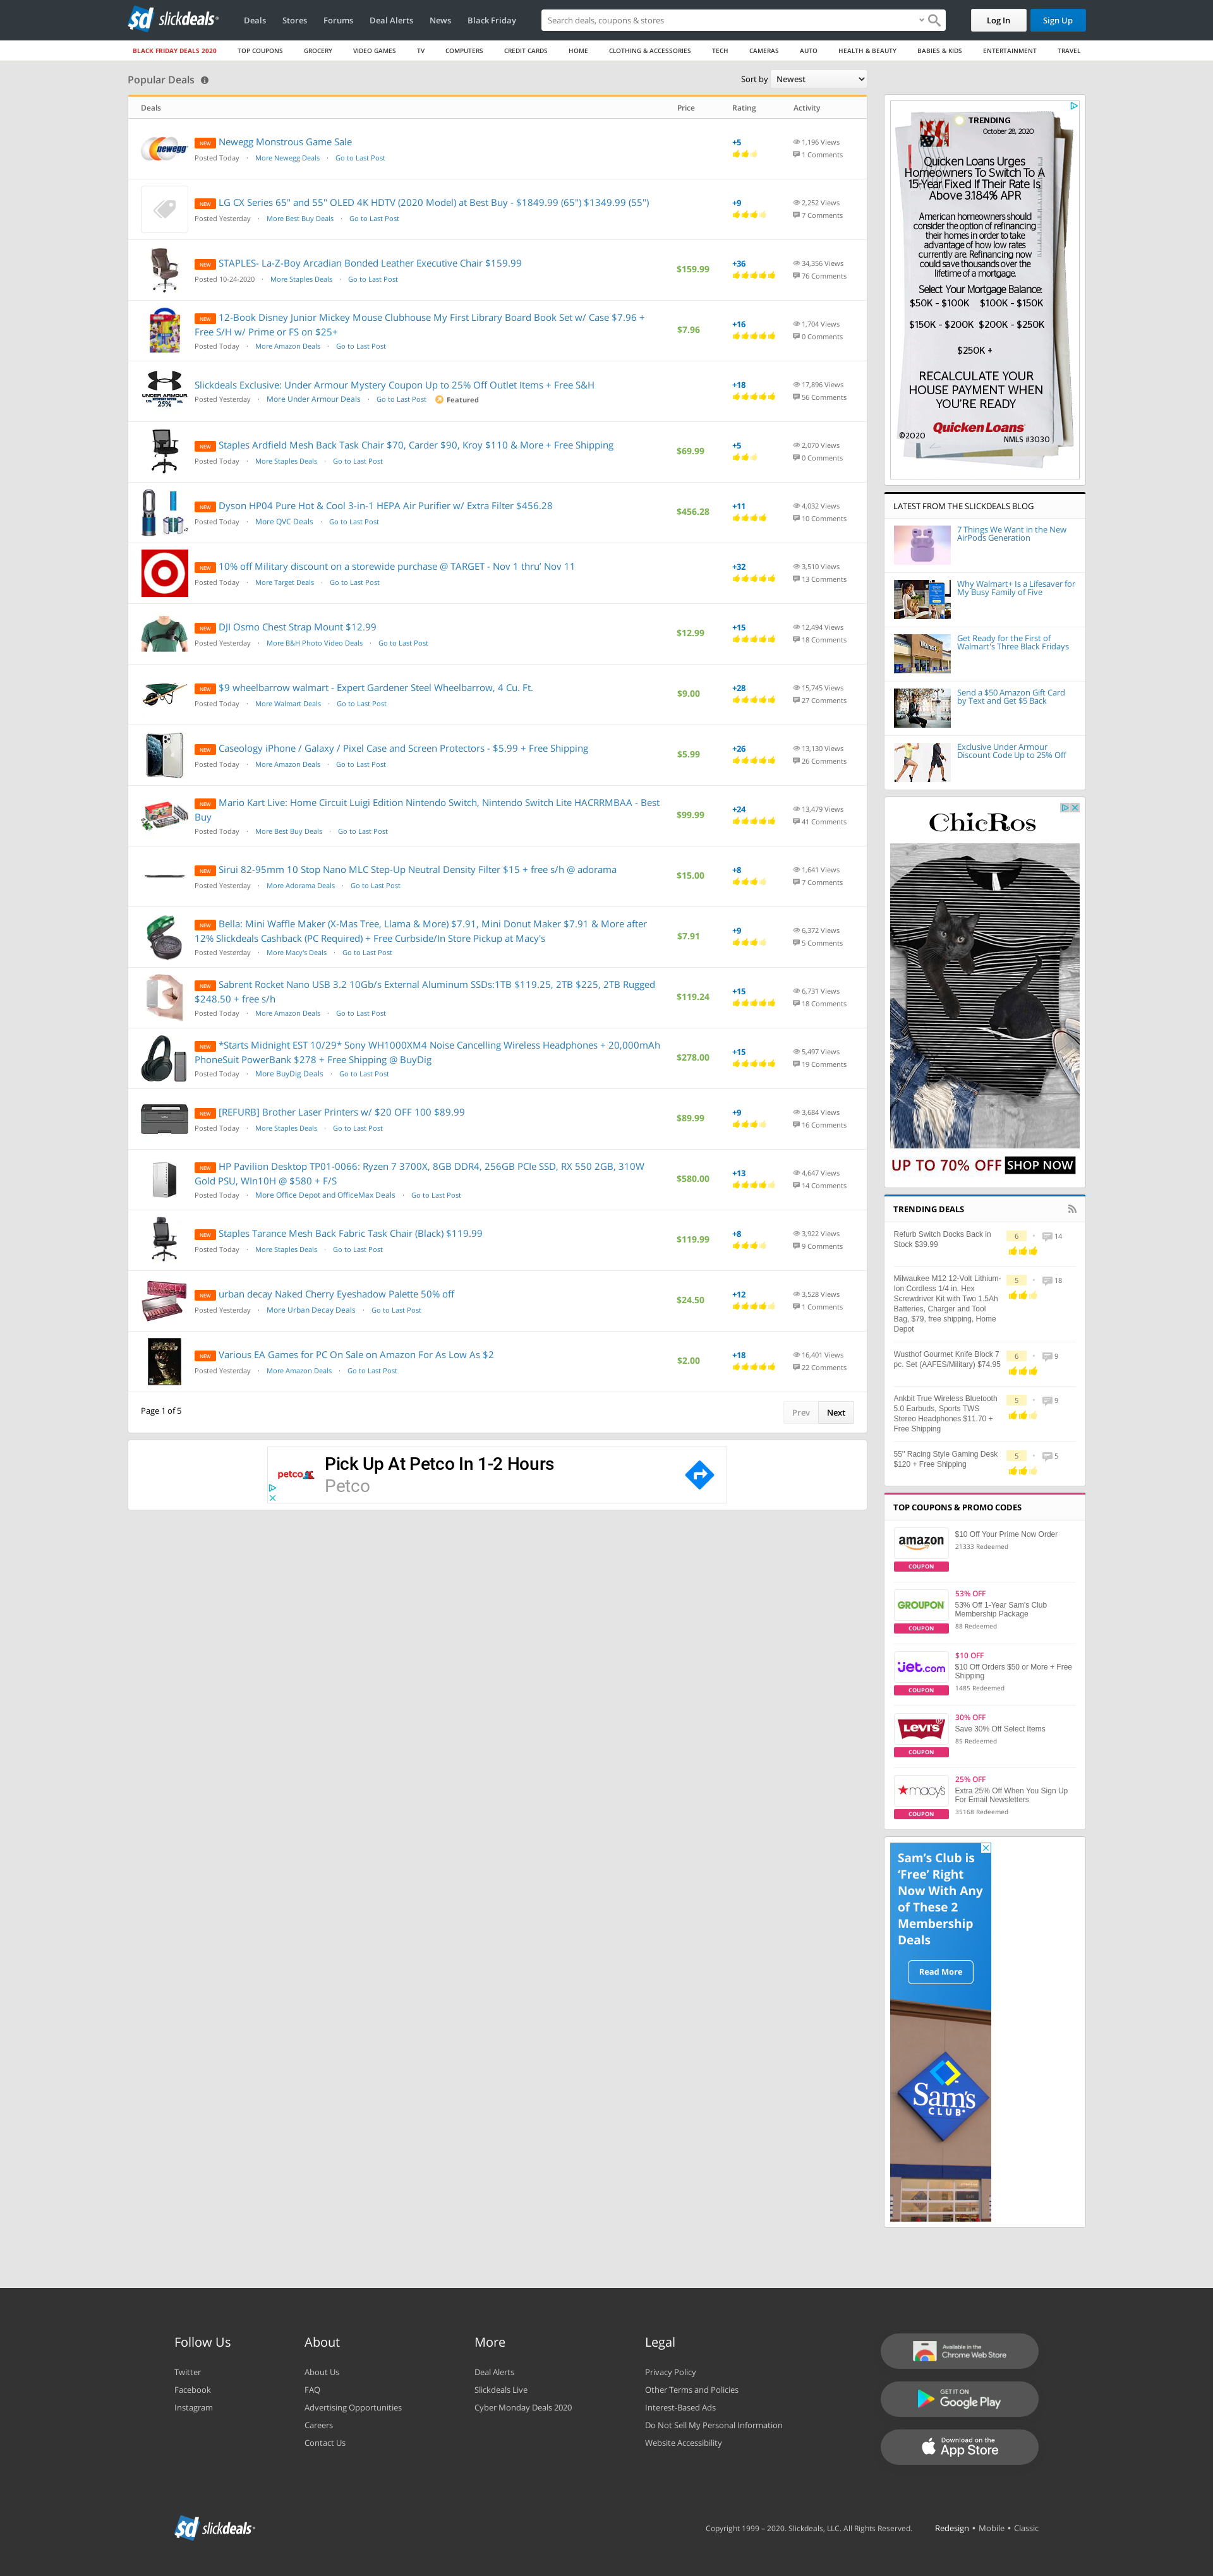 slickdeals
Deals
Stores
Forums
Deal Alerts
News
Black Friday
Search deals, coupons & stores
Log In
Sign Up
BLACK FRIDAY DEALS 2020
TOP COUPONS
GROCERY
VIDEO GAMES
TV
COMPUTERS
CREDIT CARDS
HOME
CLOTHING & ACCESSORIES
TECH
CAMERAS
AUTO
HEALTH & BEAUTY
BABIES & KIDS
ENTERTAINMENT
TRAVEL
Popular Deals
Sort by Newest
Deals Price Rating Activity
newegg
NEW Newegg Monstrous Game Sale
Posted Today · More Newegg Deals · Go to Last Post
+5
1,196 Views
1 Comments
NEW LG CX Series 65" and 55" OLED 4K HDTV (2020 Model) at Best Buy - $1849.99 (65") $1349.99 (55")
Posted Yesterday · More Best Buy Deals · Go to Last Post
+9
2,252 Views
7 Comments
NEW STAPLES- La-Z-Boy Arcadian Bonded Leather Executive Chair $159.99
Posted 10-24-2020 · More Staples Deals · Go to Last Post
$159.99
+36
34,356 Views
76 Comments
NEW 12-Book Disney Junior Mickey Mouse Clubhouse My First Library Board Book Set w/ Case $7.96 +
Free S/H w/ Prime or FS on $25+
Posted Today · More Amazon Deals · Go to Last Post
$7.96
+16
1,704 Views
0 Comments
UNDER ARMOUR
25%
Slickdeals Exclusive: Under Armour Mystery Coupon Up to 25% Off Outlet Items + Free S&H
Posted Yesterday · More Under Armour Deals · Go to Last Post Featured
+18
17,896 Views
56 Comments
NEW Staples Ardfield Mesh Back Task Chair $70, Carder $90, Kroy $110 & More + Free Shipping
Posted Today · More Staples Deals · Go to Last Post
$69.99
+5
2,070 Views
0 Comments
NEW Dyson HP04 Pure Hot & Cool 3-in-1 HEPA Air Purifier w/ Extra Filter $456.28
Posted Today · More QVC Deals · Go to Last Post
$456.28
+11
4,032 Views
10 Comments
NEW 10% off Military discount on a storewide purchase @ TARGET - Nov 1 thru' Nov 11
Posted Today · More Target Deals · Go to Last Post
+32
3,510 Views
13 Comments
NEW DJI Osmo Chest Strap Mount $12.99
Posted Yesterday · More B&H Photo Video Deals · Go to Last Post
$12.99
+15
12,494 Views
18 Comments
NEW $9 wheelbarrow walmart - Expert Gardener Steel Wheelbarrow, 4 Cu. Ft.
Posted Today · More Walmart Deals · Go to Last Post
$9.00
+28
15,745 Views
27 Comments
NEW Caseology iPhone / Galaxy / Pixel Case and Screen Protectors - $5.99 + Free Shipping
Posted Today · More Amazon Deals · Go to Last Post
$5.99
+26
13,130 Views
26 Comments
NEW Mario Kart Live: Home Circuit Luigi Edition Nintendo Switch, Nintendo Switch Lite HACRRMBAA - Best
Buy
Posted Today · More Best Buy Deals · Go to Last Post
$99.99
+24
13,479 Views
41 Comments
NEW Sirui 82-95mm 10 Stop Nano MLC Step-Up Neutral Density Filter $15 + free s/h @ adorama
Posted Yesterday · More Adorama Deals · Go to Last Post
$15.00
+8
1,641 Views
7 Comments
NEW Bella: Mini Waffle Maker (X-Mas Tree, Llama & More) $7.91, Mini Donut Maker $7.91 & More after
12% Slickdeals Cashback (PC Required) + Free Curbside/In Store Pickup at Macy's
Posted Yesterday · More Macy's Deals · Go to Last Post
$7.91
+9
6,372 Views
5 Comments
NEW Sabrent Rocket Nano USB 3.2 10Gb/s External Aluminum SSDs:1TB $119.25, 2TB $225, 2TB Rugged
$248.50 + free s/h
Posted Today · More Amazon Deals · Go to Last Post
$119.24
+15
6,731 Views
18 Comments
NEW *Starts Midnight EST 10/29* Sony WH1000XM4 Noise Cancelling Wireless Headphones + 20,000mAh
PhoneSuit PowerBank $278 + Free Shipping @ BuyDig
Posted Today · More BuyDig Deals · Go to Last Post
$278.00
+15
5,497 Views
19 Comments
NEW [REFURB] Brother Laser Printers w/ $20 OFF 100 $89.99
Posted Today · More Staples Deals · Go to Last Post
$89.99
+9
3,684 Views
16 Comments
NEW HP Pavilion Desktop TP01-0066: Ryzen 7 3700X, 8GB DDR4, 256GB PCIe SSD, RX 550 2GB, 310W
Gold PSU, WIn10H @ $580 + F/S
Posted Today · More Office Depot and OfficeMax Deals · Go to Last Post
$580.00
+13
4,647 Views
14 Comments
NEW Staples Tarance Mesh Back Fabric Task Chair (Black) $119.99
Posted Today · More Staples Deals · Go to Last Post
$119.99
+8
3,922 Views
9 Comments
NEW urban decay Naked Cherry Eyeshadow Palette 50% off
Posted Yesterday · More Urban Decay Deals · Go to Last Post
$24.50
+12
3,528 Views
1 Comments
NEW Various EA Games for PC On Sale on Amazon For As Low As $2
Posted Yesterday · More Amazon Deals · Go to Last Post
$2.00
+18
16,401 Views
22 Comments
Page 1 of 5
Prev
Next
petco
Pick Up At Petco In 1-2 Hours
Petco
TRENDING
October 28, 2020
Quicken Loans Urges
Homeowners To Switch To A
15-Year Fixed If Their Rate Is
Above 3.184% APR
American homeowners should
consider the option of refinancing
their homes in order to take
advantage of how low rates
currently are. Refinancing now
could save thousands over the
lifetime of a mortgage.
Select Your Mortgage Balance:
$50K - $100K $100K - $150K
$150K - $200K $200K - $250K
$250K +
RECALCULATE YOUR
HOUSE PAYMENT WHEN
YOU'RE READY
Quicken Loans
©2020
NMLS #3030
LATEST FROM THE SLICKDEALS BLOG
7 Things We Want in the New
AirPods Generation
Why Walmart+ Is a Lifesaver for
My Busy Family of Five
Get Ready for the First of
Walmart's Three Black Fridays
Send a $50 Amazon Gift Card
by Text and Get $5 Back
Exclusive Under Armour
Discount Code Up to 25% Off
ChicRos
UP TO 70% OFF SHOP NOW
TRENDING DEALS
Refurb Switch Docks Back in
Stock $39.99
6 · 14
Milwaukee M12 12-Volt Lithium-
Ion Cordless 1/4 in. Hex
Screwdriver Kit with Two 1.5Ah
Batteries, Charger and Tool
Bag, $79, free shipping, Home
Depot
5 · 18
Wusthof Gourmet Knife Block 7
pc. Set (AAFES/Military) $74.95
6 · 9
Ankbit True Wireless Bluetooth
5.0 Earbuds, Sports TWS
Stereo Headphones $11.70 +
Free Shipping
5 · 9
55'' Racing Style Gaming Desk
$120 + Free Shipping
5 · 5
TOP COUPONS & PROMO CODES
amazon
COUPON
$10 Off Your Prime Now Order
21333 Redeemed
GROUPON
COUPON
53% OFF
53% Off 1-Year Sam's Club
Membership Package
88 Redeemed
Jet.com
COUPON
$10 OFF
$10 Off Orders $50 or More + Free
Shipping
1485 Redeemed
LEVI'S
COUPON
30% OFF
Save 30% Off Select Items
85 Redeemed
macy's
COUPON
25% OFF
Extra 25% Off When You Sign Up
For Email Newsletters
35168 Redeemed
Sam's Club is
'Free' Right
Now With Any
of These 2
Membership
Deals
Read More
Sam's
CLUB
Follow Us
Twitter
Facebook
Instagram
About
About Us
FAQ
Advertising Opportunities
Careers
Contact Us
More
Deal Alerts
Slickdeals Live
Cyber Monday Deals 2020
Legal
Privacy Policy
Other Terms and Policies
Interest-Based Ads
Do Not Sell My Personal Information
Website Accessibility
Available in the
Chrome Web Store
GET IT ON
Google Play
Download on the
App Store
slickdeals
Copyright 1999 – 2020. Slickdeals, LLC. All Rights Reserved.
Redesign • Mobile • Classic